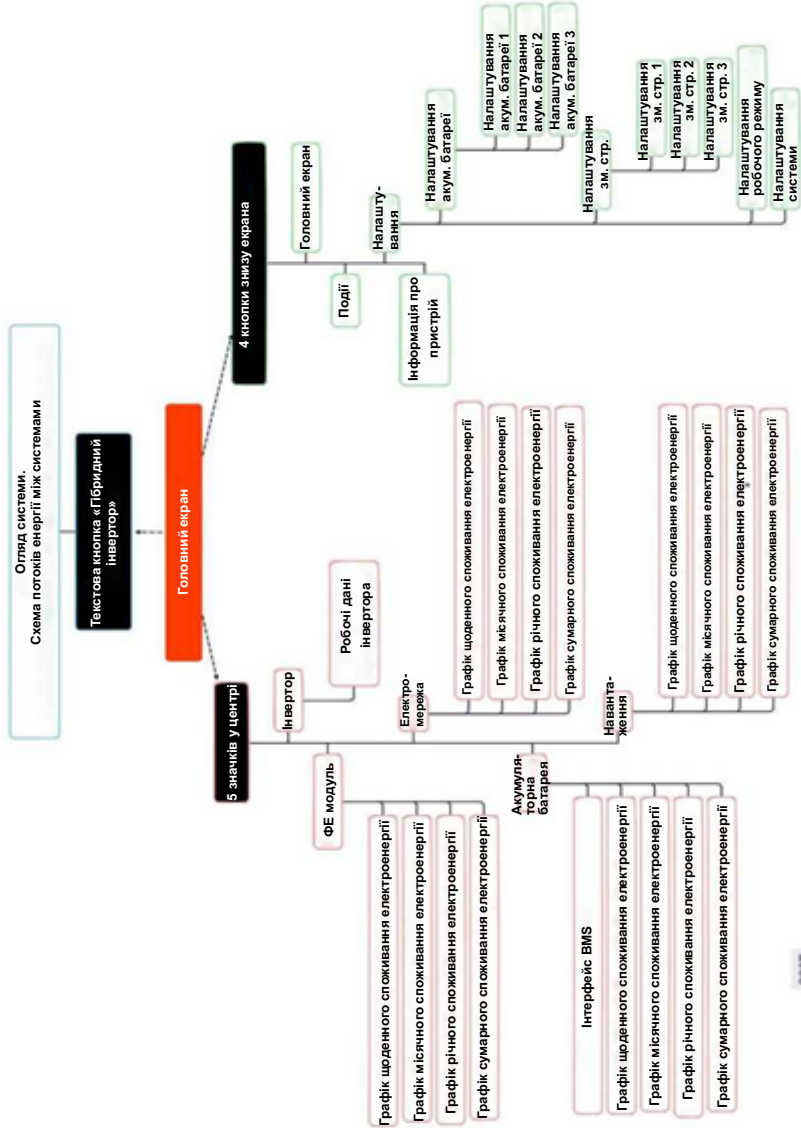 Огляд системи.
Схема потоків енергії між системами
Текстова кнопка «Гібридний
інвертор»
Головний екран
5 значків у центрі
Інвертор
Робочі дані
інвертора
ФЕ модуль
Графік щоденного споживання електроенергії
Графік місячного споживання електроенергії
Графік річного споживання електроенергії
Графік сумарного споживання електроенергії
Електро-
мережа
Графік щоденного споживання електроенергії
Графік місячного споживання електроенергії
Графік річного споживання електроенергії
Графік сумарного споживання електроенергії
Акумуля-
торна
батарея
Інтерфейс BMS
Графік щоденного споживання електроенергії
Графік місячного споживання електроенергії
Графік річного споживання електроенергії
Графік сумарного споживання електроенергії
Наванта-
ження
Графік щоденного споживання електроенергії
Графік місячного споживання електроенергії
Графік річного споживання електроенергії
Графік сумарного споживання електроенергії
4 кнопки знизу екрана
Головний екран
Події
Налашту-
вання
Інформація про
пристрій
Налаштування
акум. батареї
Налаштування
акум. батареї 1
Налаштування
акум. батареї 2
Налаштування
акум. батареї 3
Налаштування
зм. стр.
Налаштування
зм. стр. 1
Налаштування
зм. стр. 2
Налаштування
зм. стр. 3
Налаштування
робочого режиму
Налаштування
системи